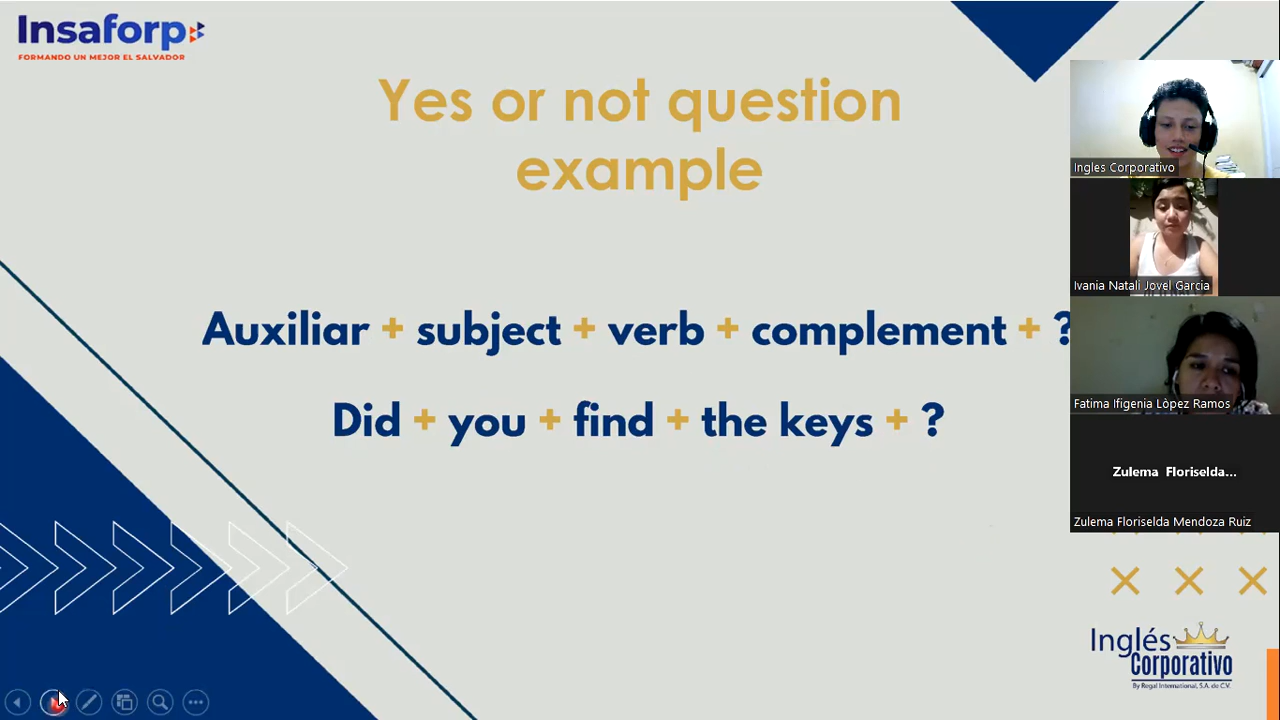 Insaforp
FORMANDO UN MEJOR EL SALVADOR
Yes or not question
example
Auxiliar + subject + verb + complement + ?
Did + you + find + the keys + ?
Ingles Corporativo
Ivania Natali Jovel Garcia
Fatima Ifigenia Lòpez Ramos
Zulema Floriselda...
Zulema Floriselda Mendoza Ruiz
Inglés
Corporativo
By Regal International, S.A. de C.V.